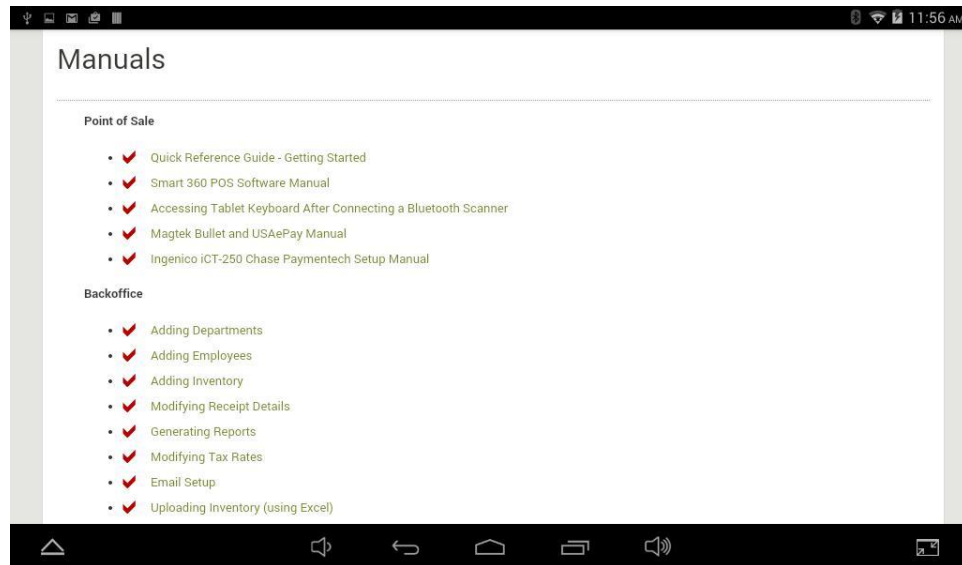 11:56 AM
Manuals
Point of Sale
Quick Reference Guide - Getting Started
Smart 360 POS Software Manual
Accessing Tablet Keyboard After Connecting a Bluetooth Scanner
Magtek Bullet and USAePay Manual
Ingenico iCT-250 Chase Paymentech Setup Manual
Backoffice
Adding Departments
Adding Employees
Adding Inventory
Modifying Receipt Details
Generating Reports
Modifying Tax Rates
Email Setup
Uploading Inventory (using Excel)